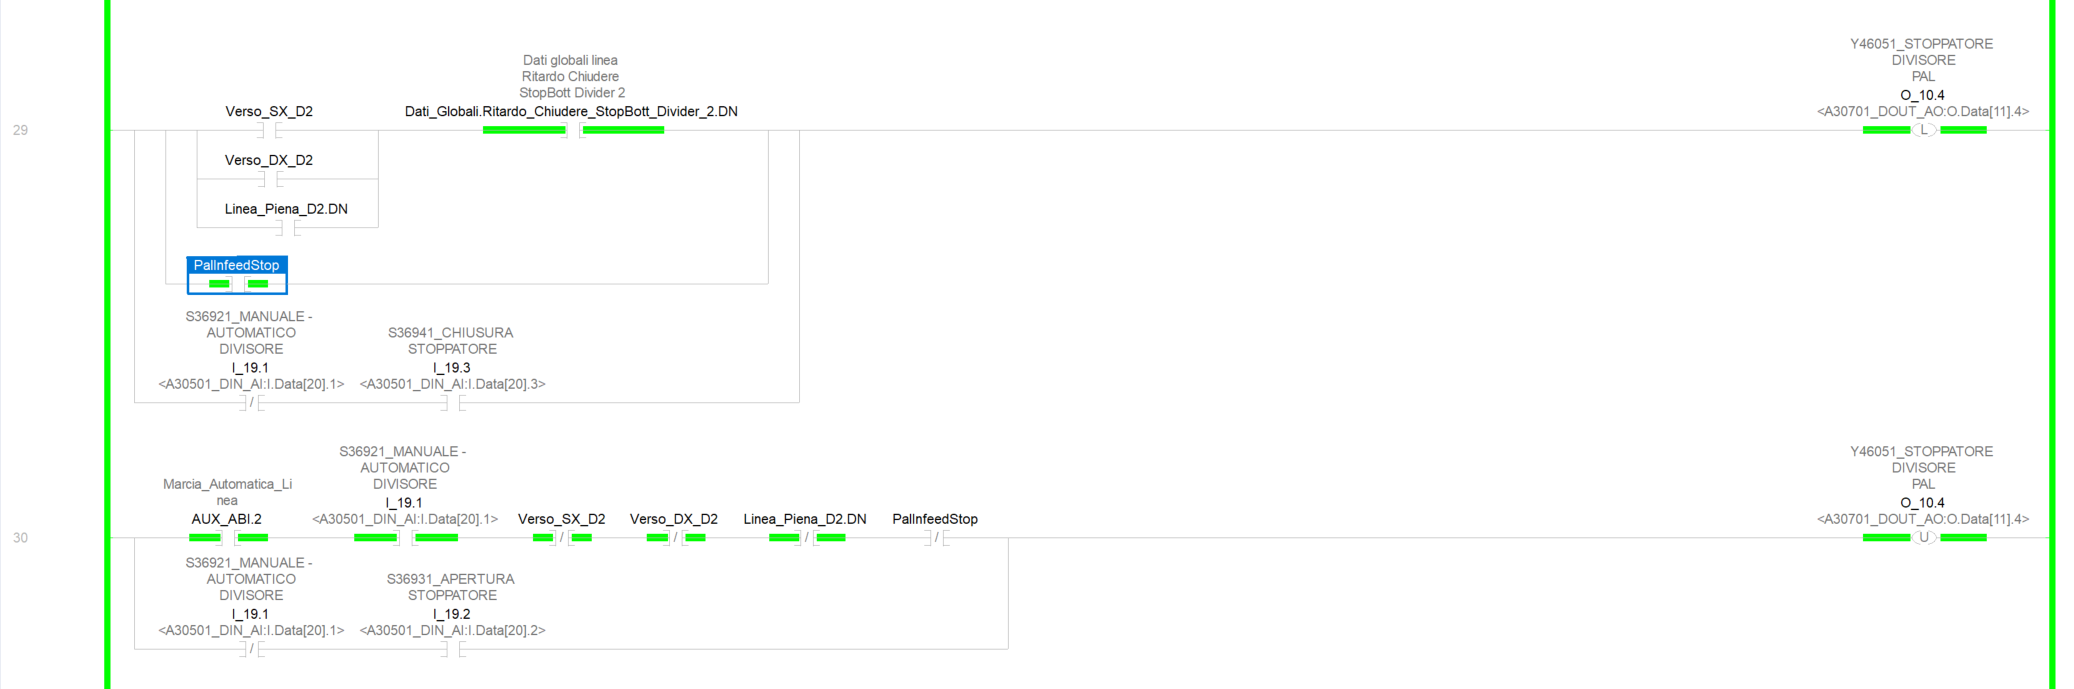 Dati globali linea
Ritardo Chiudere
StopBott Divider 2
Verso_SX_D2
Dati_Globali.Ritardo_Chiudere_StopBott_Divider_2.DN
Y46051_STOPPATORE
DIVISORE
PAL
O_10.4
<A30701_DOUT_AO:O.Data[11].4>
29
L
Verso_DX_D2
Linea_Piena_D2.DN
PalInfeedStop
S36921_MANUALE -
AUTOMATICO
DIVISORE
I_19.1
<A30501_DIN_AI:I.Data[20].1>
/
S36941_CHIUSURA
STOPPATORE
I_19.3
<A30501_DIN_AI:I.Data[20].3>
30
Marcia_Automatica_Li
nea
AUX_ABI.2
S36921_MANUALE -
AUTOMATICO
DIVISORE
I_19.1
<A30501_DIN_AI:I.Data[20].1>
Verso_SX_D2
/
Verso_DX_D2
/
Linea_Piena_D2.DN
/
PalInfeedStop
/
Y46051_STOPPATORE
DIVISORE
PAL
O_10.4
<A30701_DOUT_AO:O.Data[11].4>
U
S36921_MANUALE -
AUTOMATICO
DIVISORE
I_19.1
<A30501_DIN_AI:I.Data[20].1>
/
S36931_APERTURA
STOPPATORE
I_19.2
<A30501_DIN_AI:I.Data[20].2>